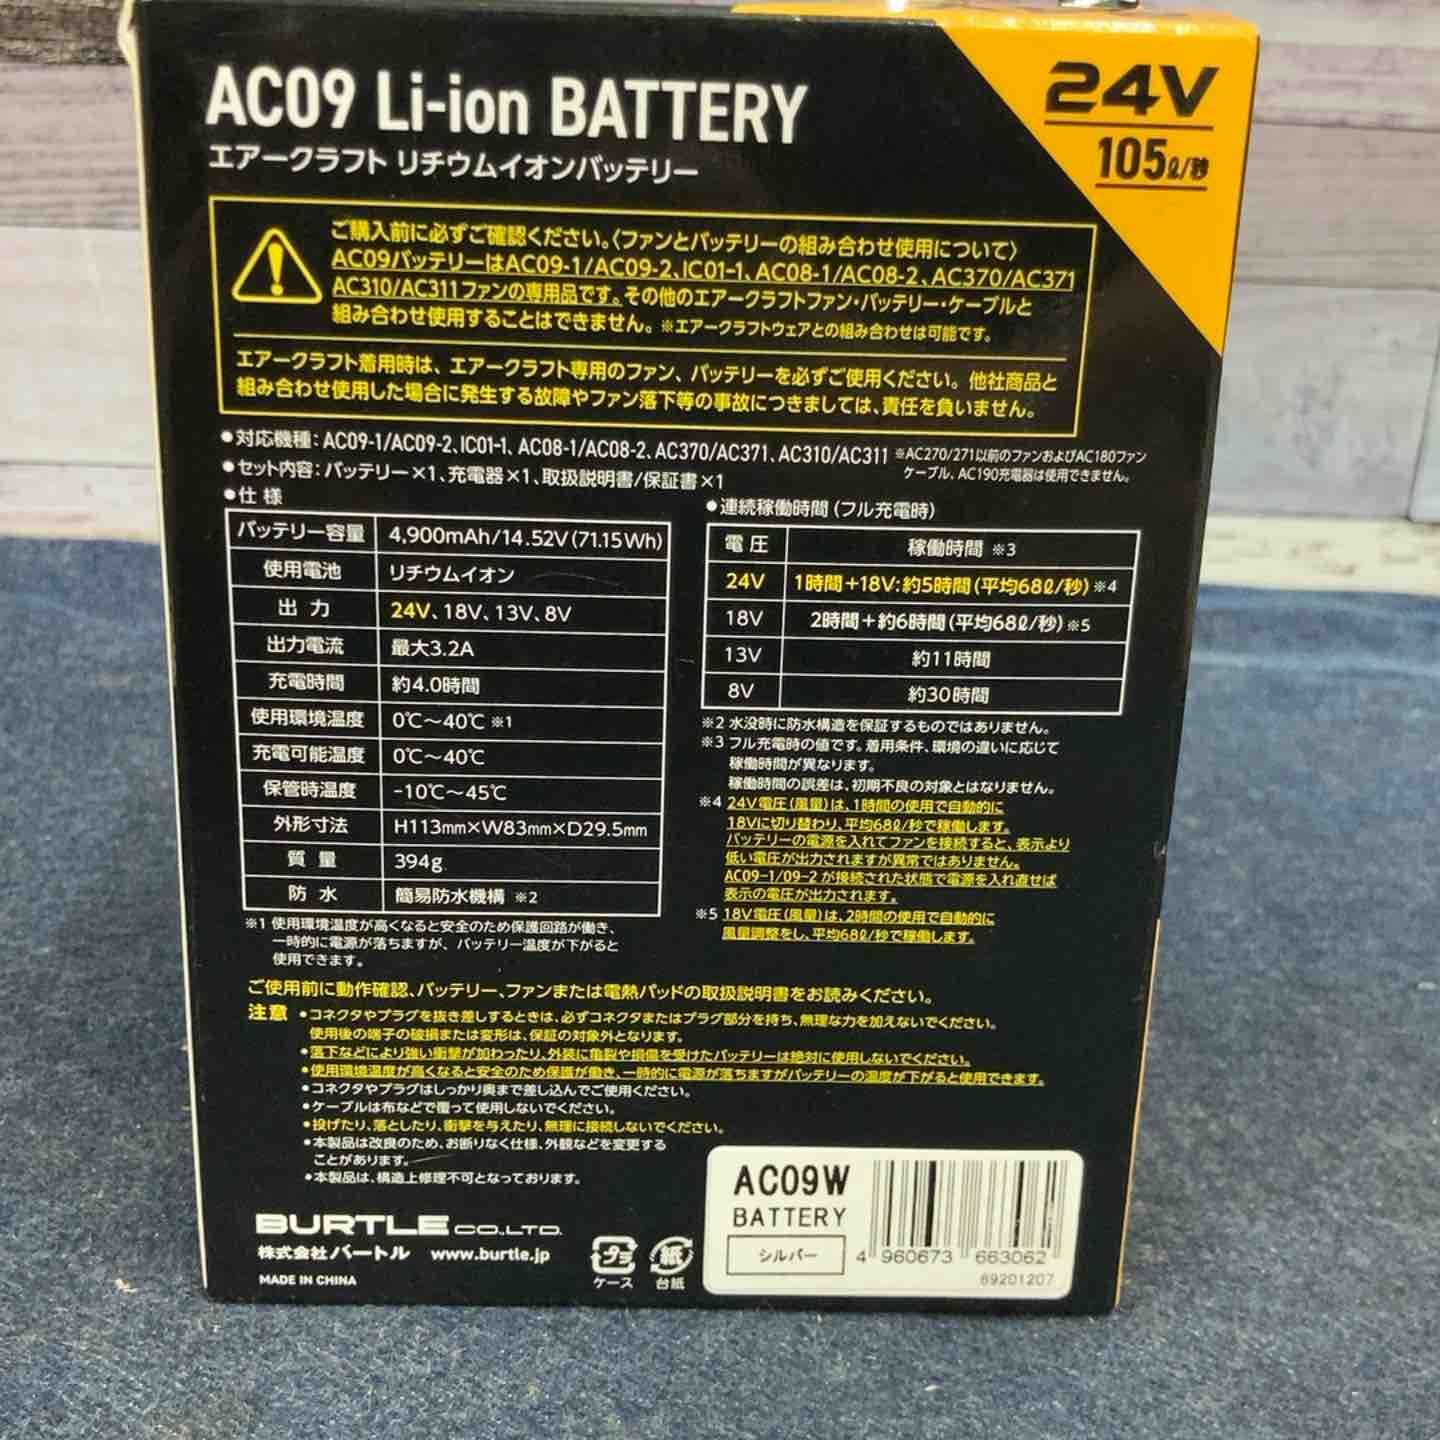 AC09 Li-ion BATTERY
エアークラフト リチウムイオンバッテリー
24V
105ℓ/秒
ご購入前に必ずご確認ください。〈ファンとバッテリーの組み合わせ使用について〉
AC09バッテリーはAC09-1/AC09-2、IC01-1、AC08-1/AC08-2、AC370/AC371
AC310/AC311ファンの専用品です。その他のエアークラフトファン・バッテリー・ケーブルと
組み合わせ使用することはできません。※エアークラフトウェアとの組み合わせは可能です。
エアークラフト着用時は、エアークラフト専用のファン、バッテリーを必ずご使用ください。他社商品と
組み合わせ使用した場合に発生する故障やファン落下等の事故につきましては、責任を負いません。
●対応機種：AC09-1/AC09-2、IC01-1、AC08-1/AC08-2、AC370/AC371、AC310/AC311 ※AC270/271以前のファンおよびAC180ファン
ケーブル、AC190充電器は使用できません。
●セット内容：バッテリー×1、充電器×1、取扱説明書/保証書×1
●仕 様
バッテリー容量 4,900mAh/14.52V(71.15Wh)
使用電池 リチウムイオン
出 力 24V、18V、13V、8V
出力電流 最大3.2A
充電時間 約4.0時間
使用環境温度 0℃〜40℃ ※1
充電可能温度 0℃〜40℃
保管時温度 -10℃〜45℃
外形寸法 H113mm×W83mm×D29.5mm
質 量 394g
防 水 簡易防水機構 ※2
※1 使用環境温度が高くなると安全のため保護回路が働き、
一時的に電源が落ちますが、バッテリー温度が下がると
使用できます。
●連続稼働時間（フル充電時）
電 圧 稼働時間 ※3
24V 1時間＋18V：約5時間（平均68ℓ/秒）※4
18V 2時間＋約6時間（平均68ℓ/秒）※5
13V 約11時間
8V 約30時間
※2 水没時に防水構造を保証するものではありません。
※3 フル充電時の値です。着用条件、環境の違いに応じて
稼働時間が異なります。
稼働時間の誤差は、初期不良の対象とはなりません。
※4 24V電圧（風量）は、1時間の使用で自動的に
18Vに切り替わり、平均68ℓ/秒で稼働します。
バッテリーの電源を入れてファンを接続すると、表示より
低い電圧が出力されますが異常ではありません。
AC09-1/09-2 が接続された状態で電源を入れ直せば
表示の電圧が出力されます。
※5 18V電圧（風量）は、2時間の使用で自動的に
風量調整をし、平均68ℓ/秒で稼働します。
ご使用前に動作確認、バッテリー、ファンまたは電熱パッドの取扱説明書をお読みください。
注意 ●コネクタやプラグを抜き差しするときは、必ずコネクタまたはプラグ部分を持ち、無理な力を加えないでください。
使用後の端子の破損または変形は、保証の対象外となります。
●落下などにより強い衝撃が加わったり、外装に亀裂や損傷を受けたバッテリーは絶対に使用しないでください。
●使用環境温度が高くなると安全のため保護が働き、一時的に電源が落ちますがバッテリーの温度が下がると使用できます。
●コネクタやプラグはしっかり奥まで差し込んでご使用ください。
●ケーブルは布などで覆って使用しないでください。
●投げたり、落としたり、衝撃を与えたり、無理に接続しないでください。
●本製品は改良のため、お断りなく仕様、外観などを変更する
ことがあります。
●本製品は、構造上修理不可となっております。
BURTLE CO.,LTD.
株式会社バートル www.burtle.jp
MADE IN CHINA
プラ
ケース
紙
台紙
AC09W
BATTERY
シルバー
4 960673 663062
69201207